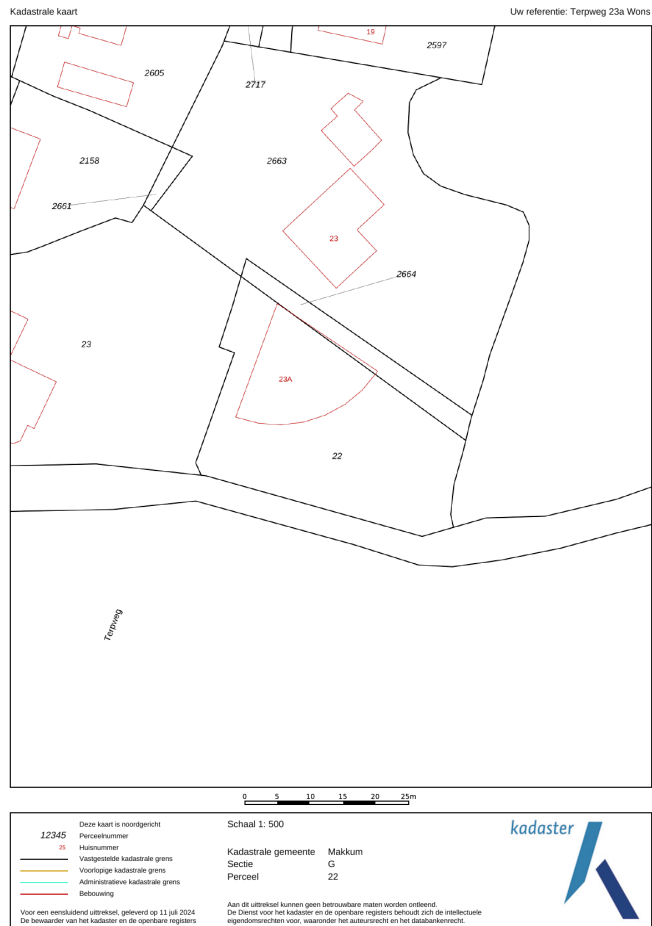 Kadastrale kaart
Uw referentie: Terpweg 23a Wons
19
2597
2605
2717
2158
2663
2661
23
2664
23
23A
22
Terpweg
0 5 10 15 20 25m
Deze kaart is noordgericht
12345 Perceelnummer
25 Huisnummer
Vastgestelde kadastrale grens
Voorlopige kadastrale grens
Administratieve kadastrale grens
Bebouwing
Voor een eensluidend uittreksel, geleverd op 11 juli 2024
De bewaarder van het kadaster en de openbare registers
Schaal 1: 500
Kadastrale gemeente Makkum
Sectie G
Perceel 22
Aan dit uittreksel kunnen geen betrouwbare maten worden ontleend.
De Dienst voor het kadaster en de openbare registers behoudt zich de intellectuele
eigendomsrechten voor, waaronder het auteursrecht en het databankenrecht.
kadaster